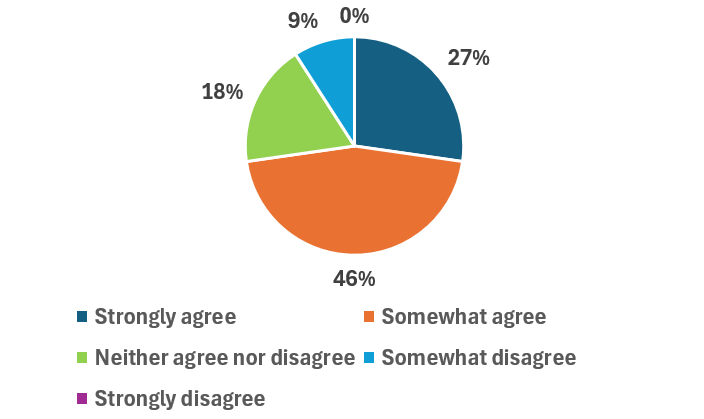 9% 0%
27%
18%
46%
Strongly agree Somewhat agree
Neither agree nor disagree Somewhat disagree
Strongly disagree